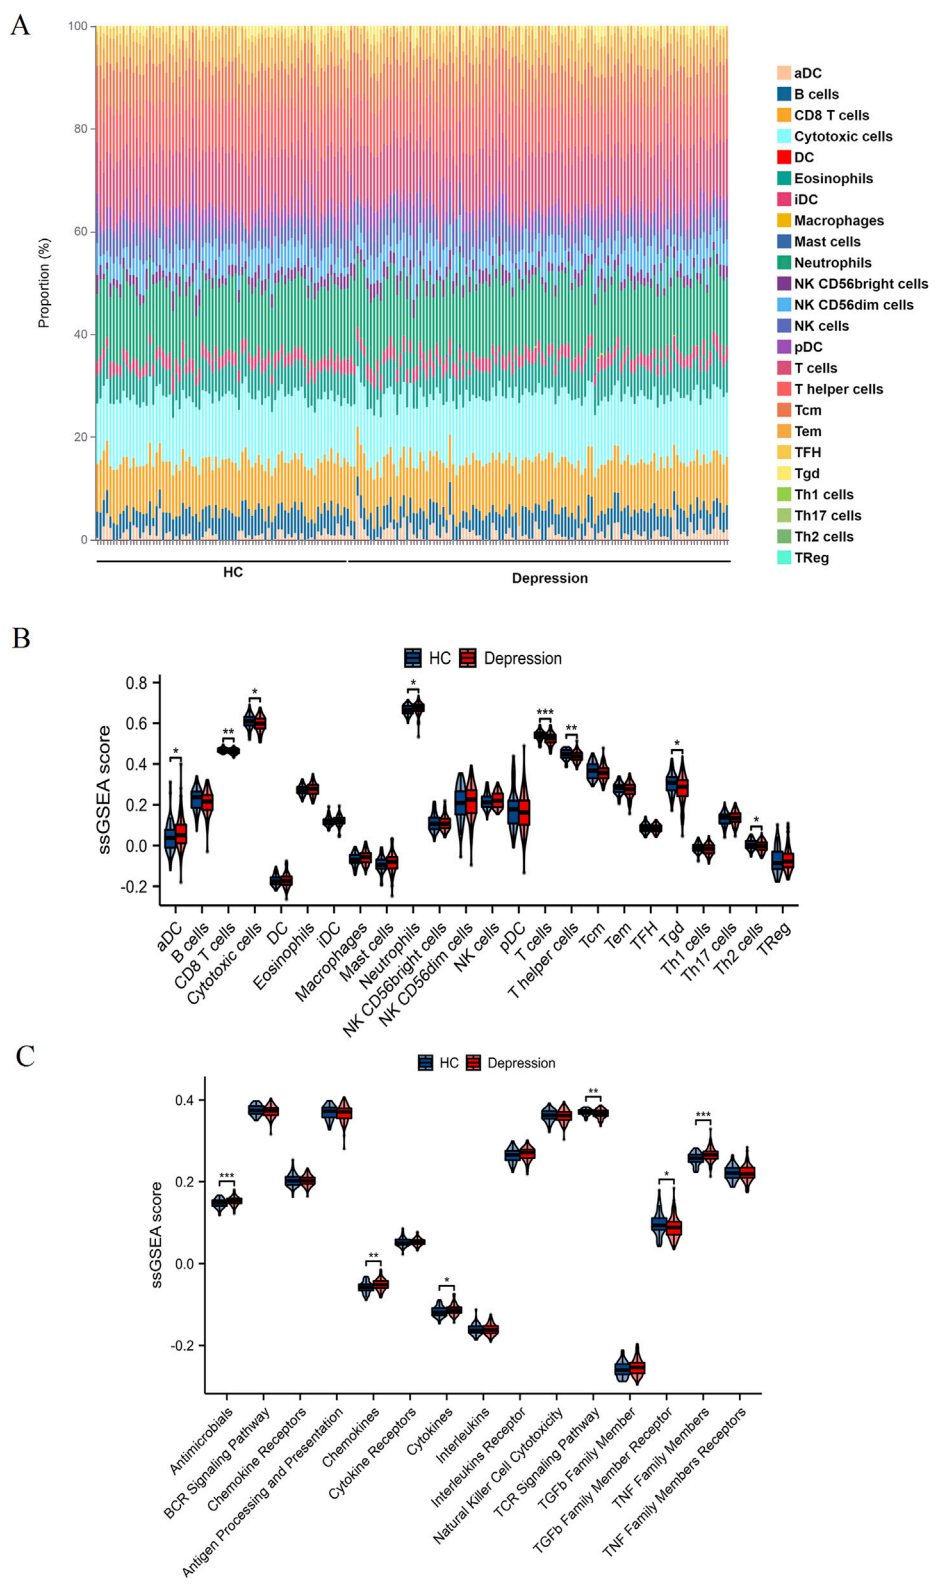 A
100
80
60
40
20
0
Proportion (%)
HC
Depression
aDC
B cells
CD8 T cells
Cytotoxic cells
DC
Eosinophils
iDC
Macrophages
Mast cells
Neutrophils
NK CD56bright cells
NK CD56dim cells
NK cells
pDC
T cells
T helper cells
Tcm
Tem
TFH
Tgd
Th1 cells
Th17 cells
Th2 cells
TReg
B
HC Depression
ssGSEA score
0.8
0.6
0.4
0.2
0.0
-0.2
*
**
*
*
***
**
*
*
aDC
B cells
CD8 T cells
Cytotoxic cells
DC
Eosinophils
iDC
Macrophages
Mast cells
Neutrophils
NK CD56bright cells
NK CD56dim cells
NK cells
pDC
T cells
T helper cells
Tcm
Tem
TFH
Tgd
Th1 cells
Th17 cells
Th2 cells
TReg
C
HC Depression
ssGSEA score
0.4
0.2
0.0
-0.2
***
**
*
**
*
***
Antimicrobials
BCR Signaling Pathway
Chemokine Receptors
Antigen Processing and Presentation
Chemokines
Cytokine Receptors
Cytokines
Interleukins
Interleukins Receptor
Natural Killer Cell Cytotoxicity
TCR Signaling Pathway
TGFb Family Member
TGFb Family Member Receptor
TNF Family Members
TNF Family Members Receptors